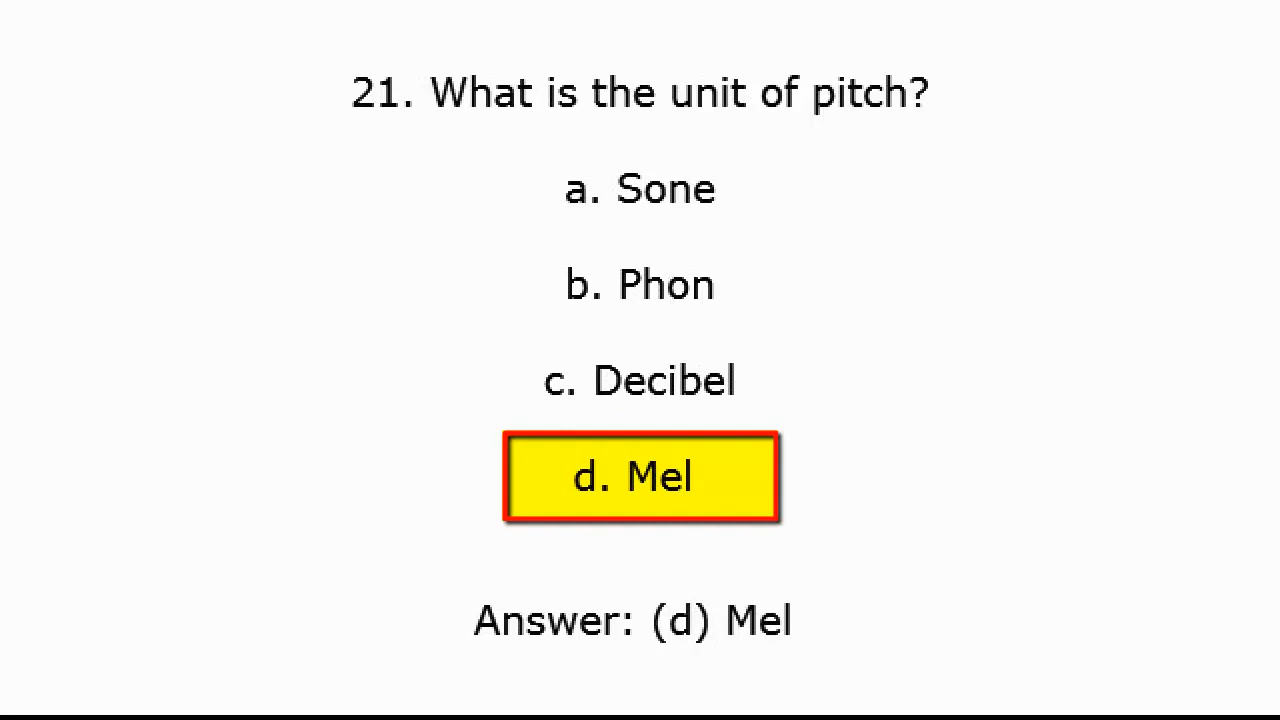 21. What is the unit of pitch?
a. Sone
b. Phon
c. Decibel
d. Mel
Answer: (d) Mel